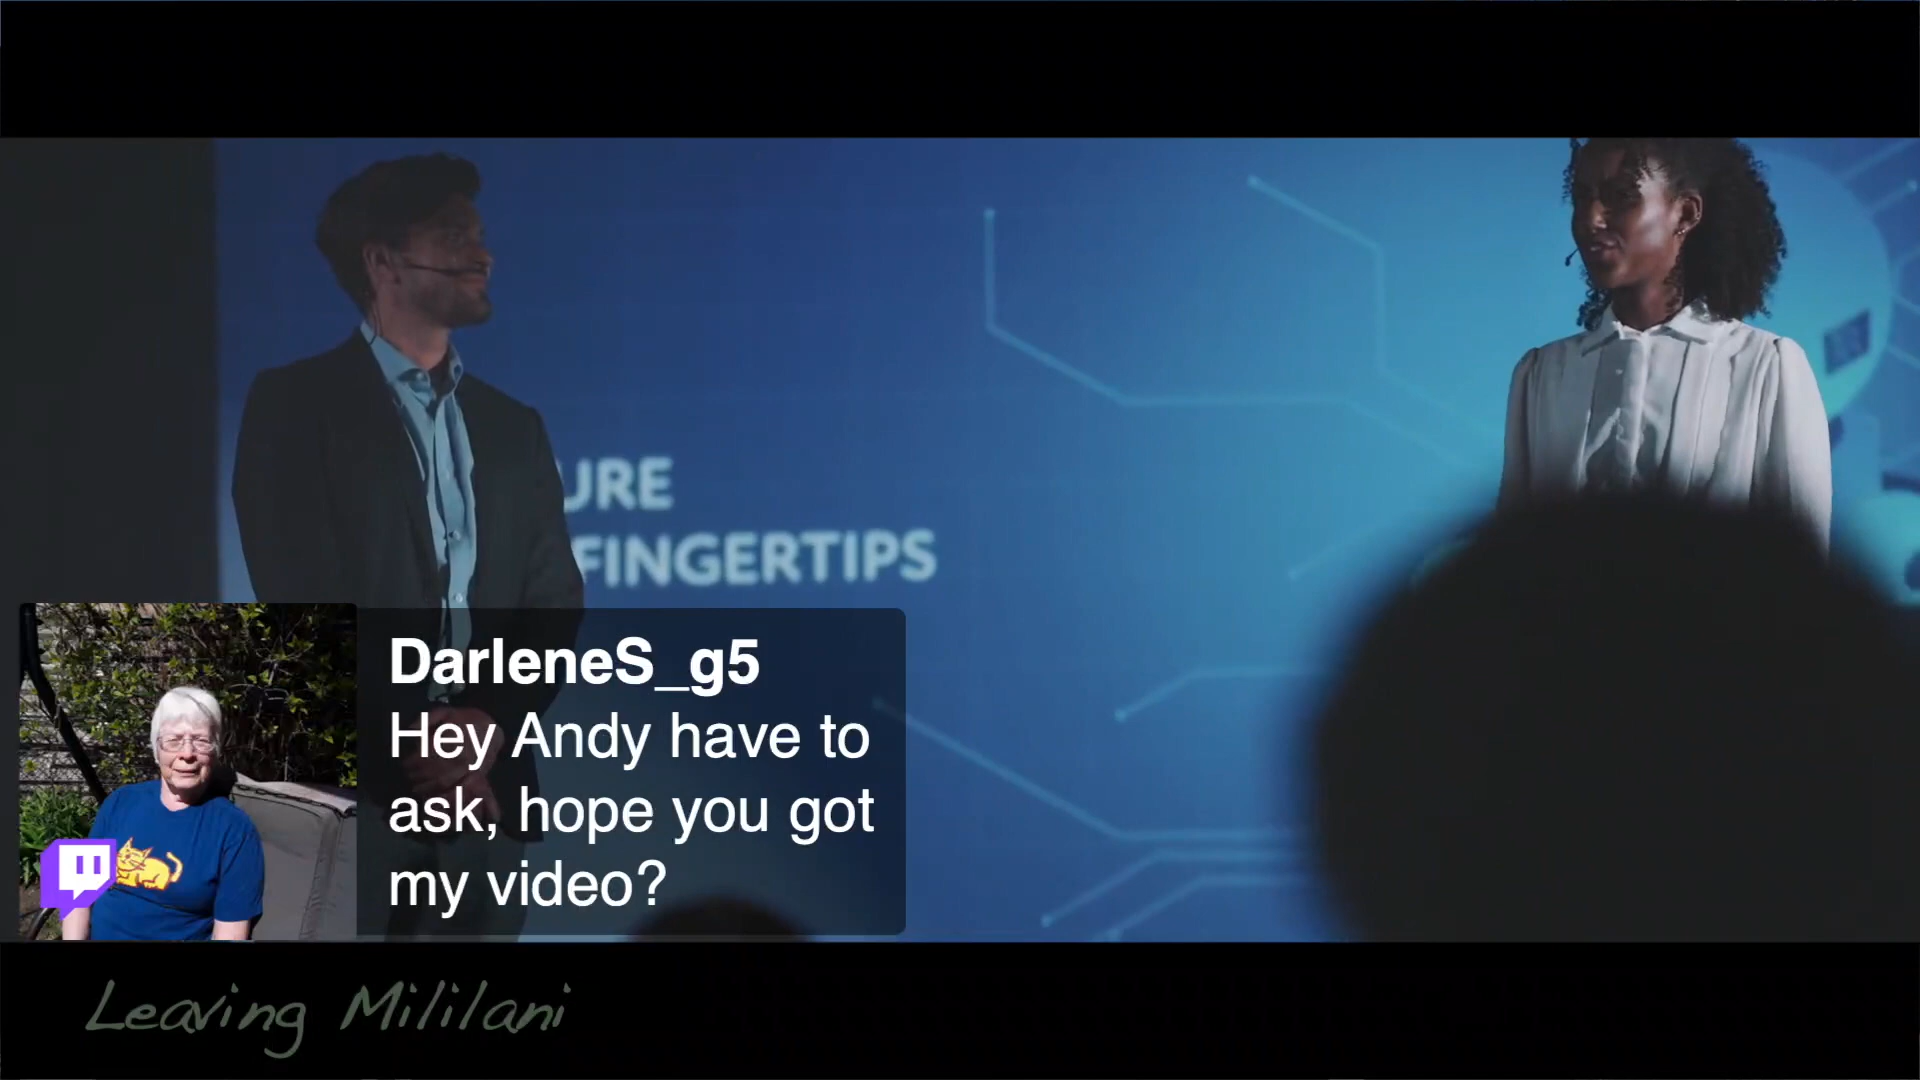 URE
FINGERTIPS
DarleneS_g5
Hey Andy have to
ask, hope you got
my video?
Leaving Mililani